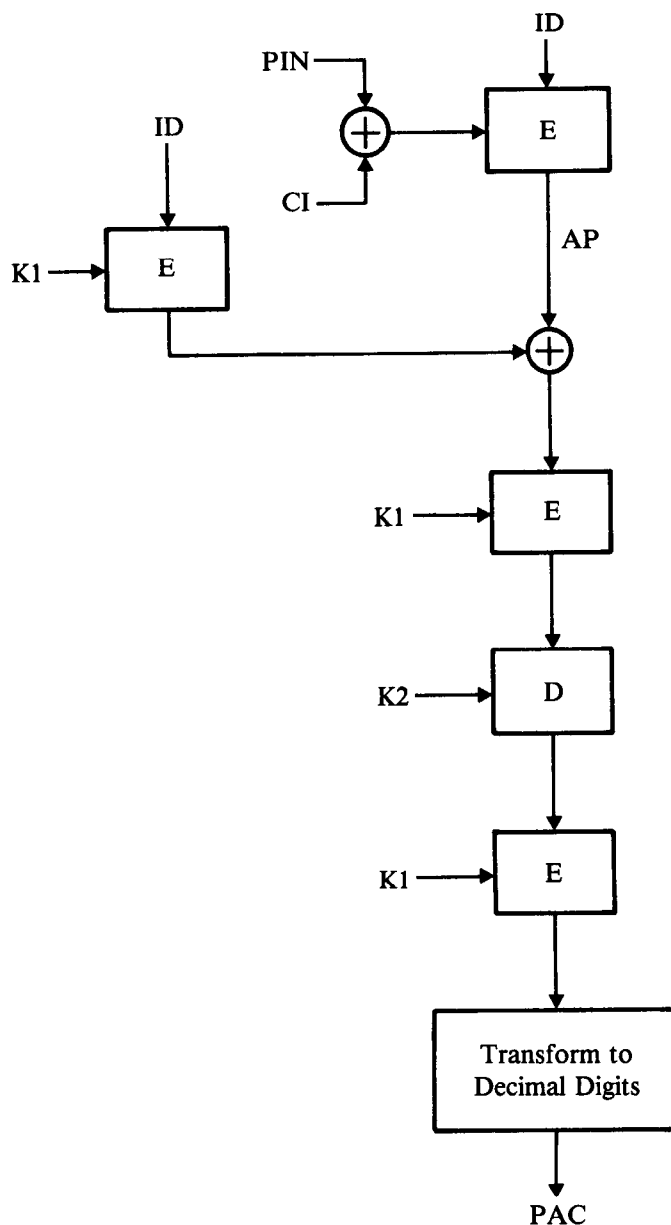 ID
PIN
E
ID
CI
AP
K1
E
K1
E
K2
D
K1
E
Transform to
Decimal Digits
PAC